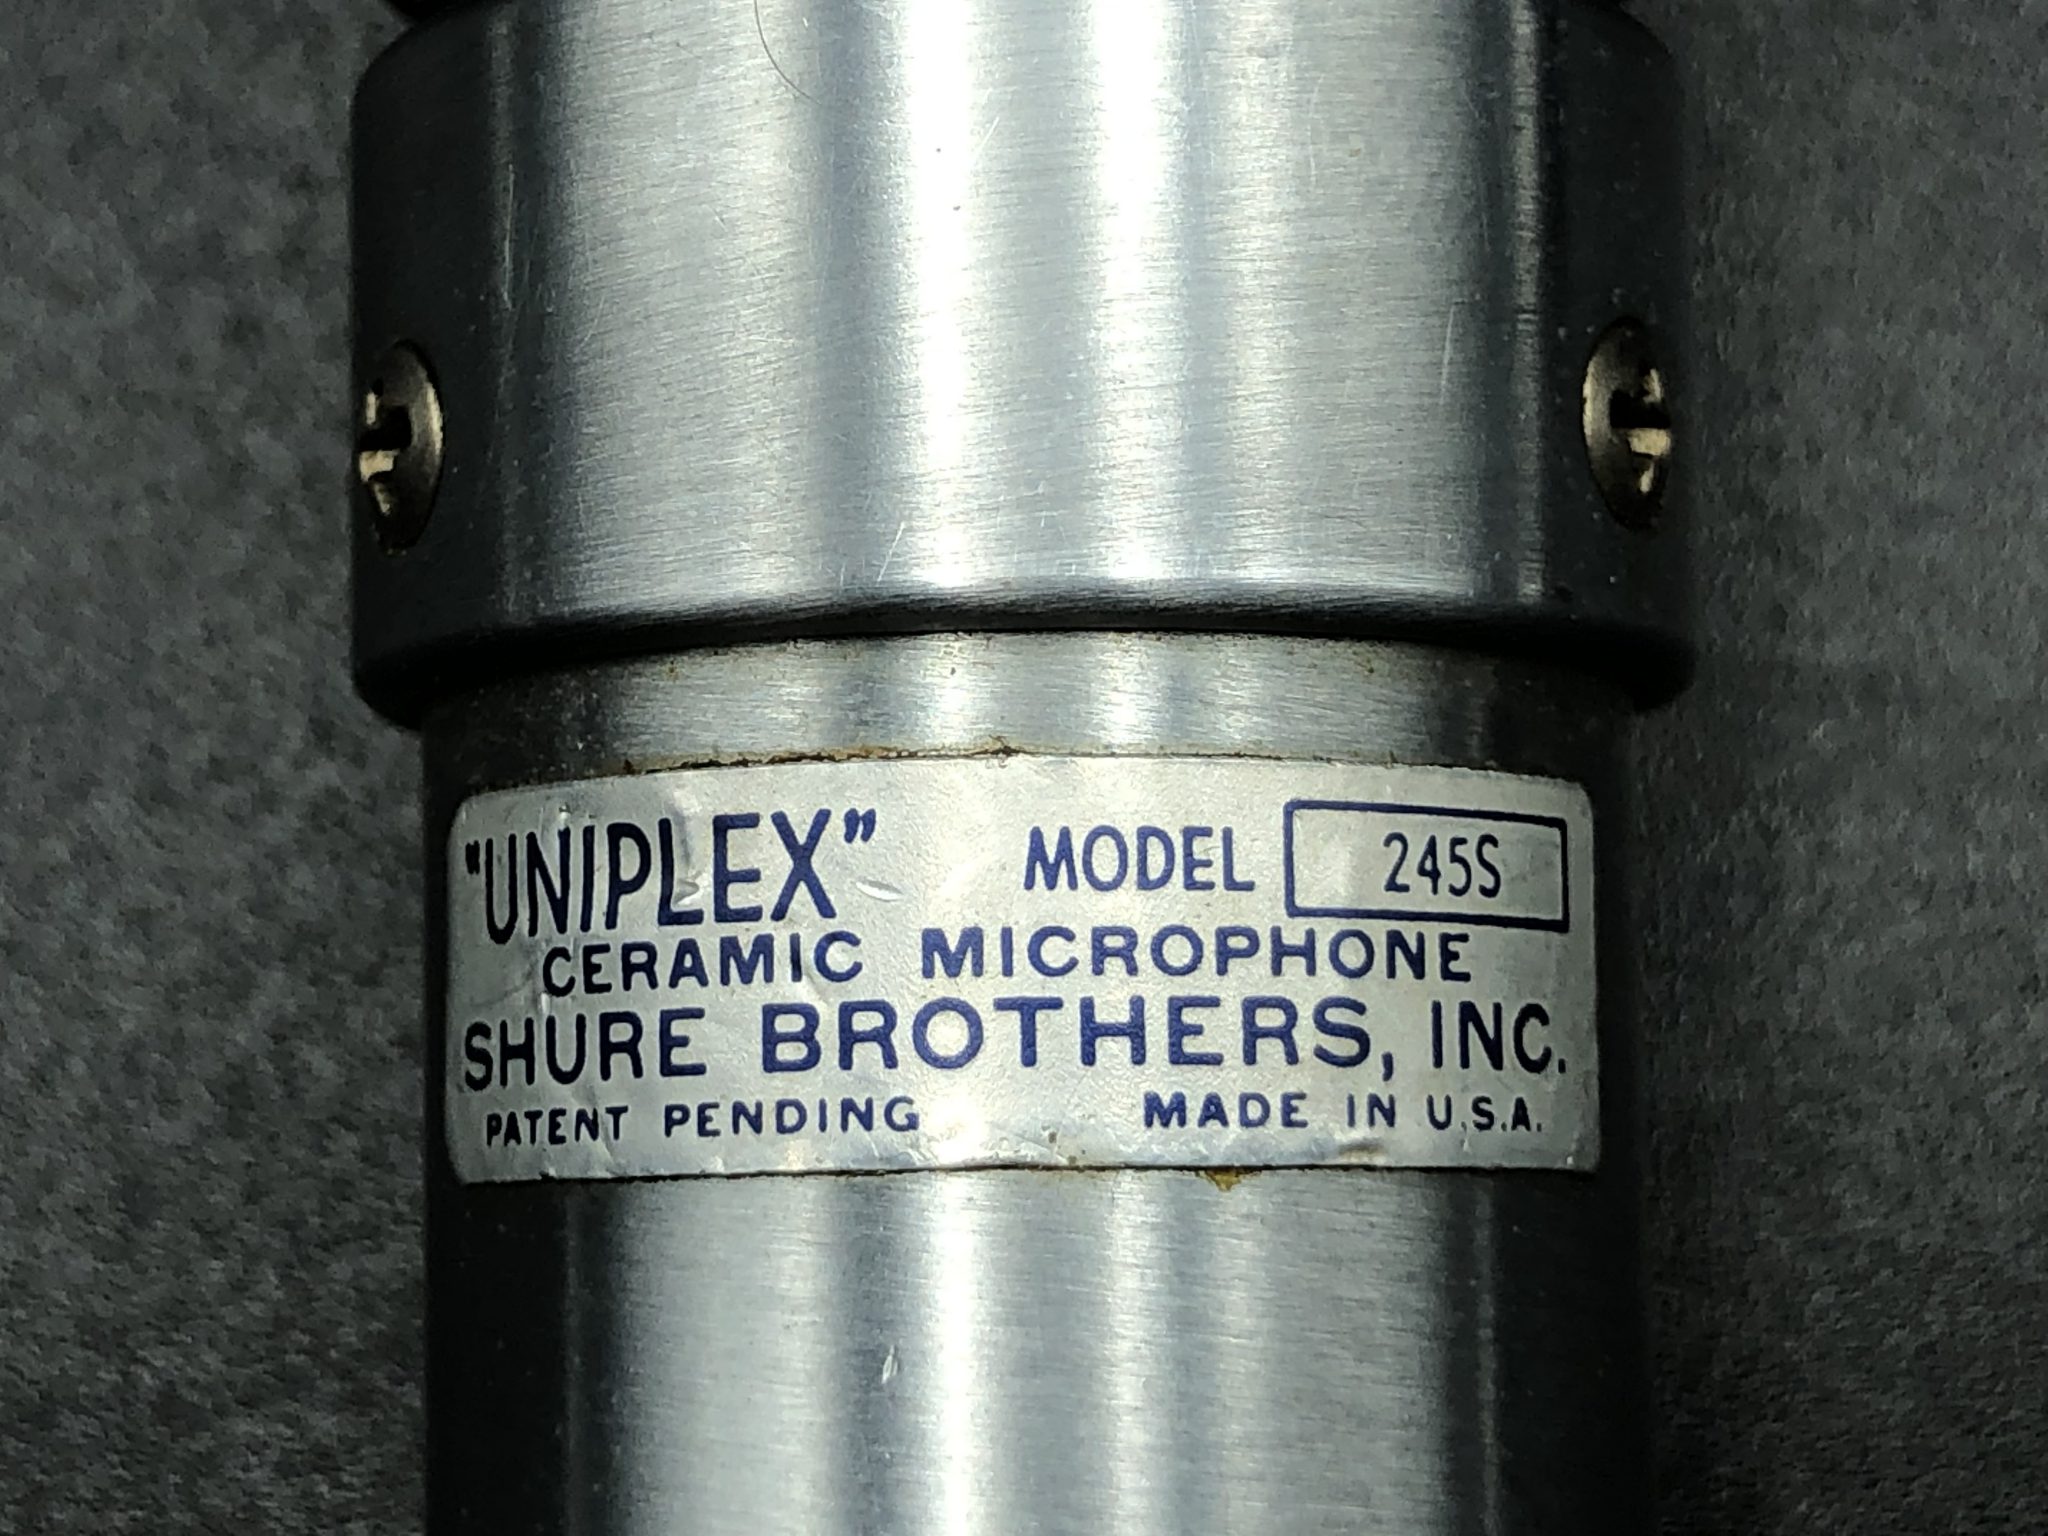 "UNIPLEX" MODEL 245S
CERAMIC MICROPHONE
SHURE BROTHERS, INC.
PATENT PENDING MADE IN U.S.A.